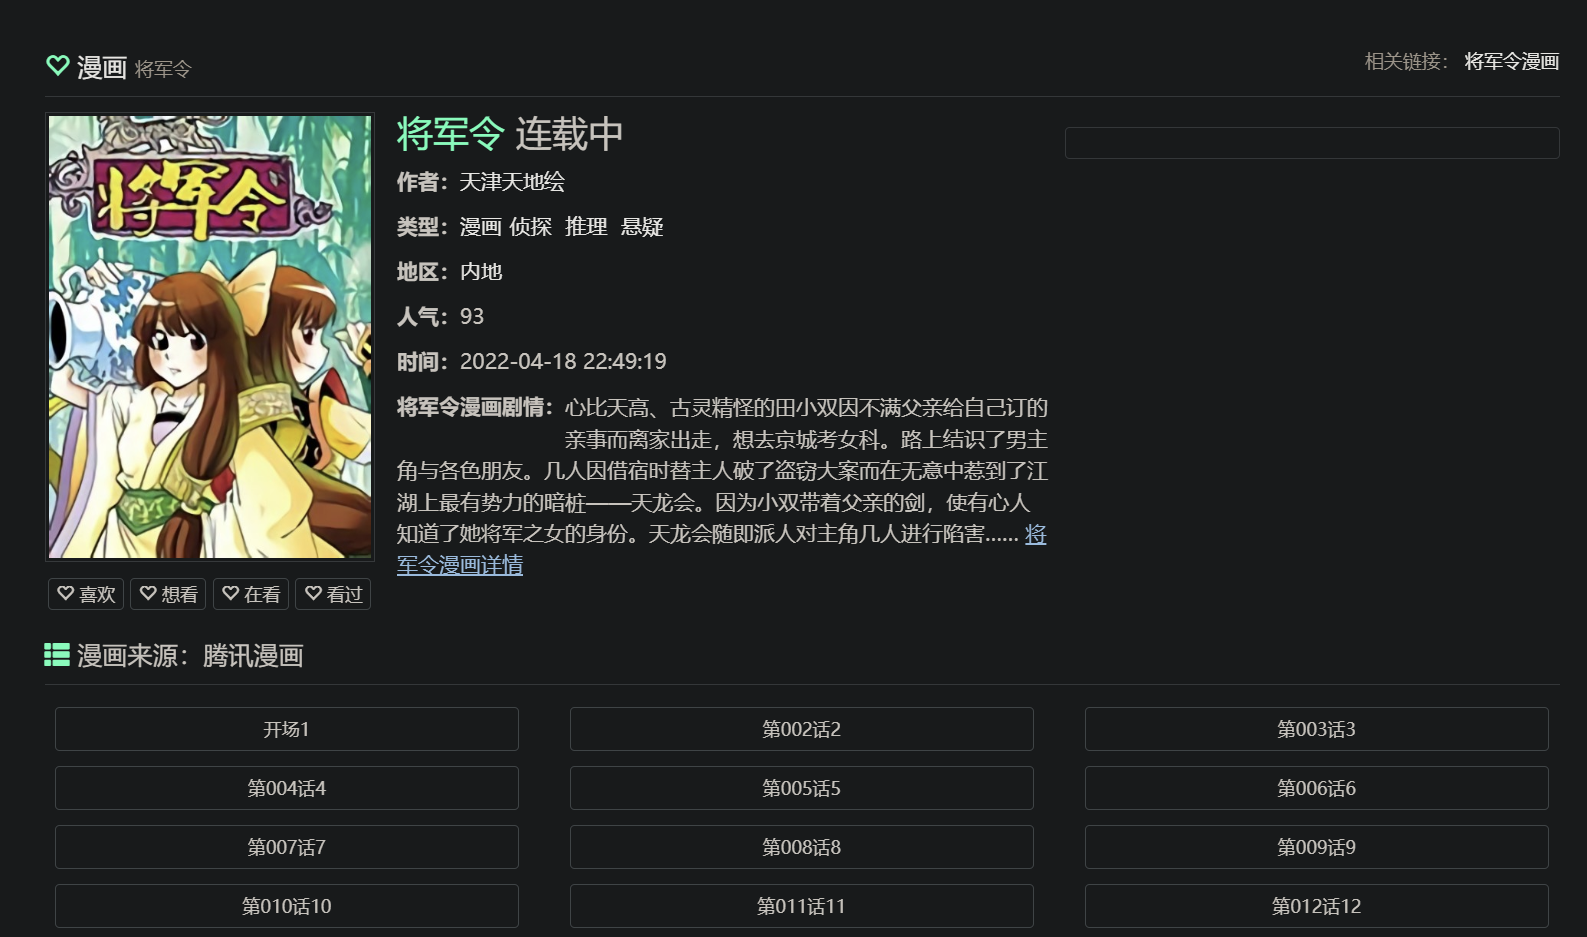 漫画 将军令
相关链接： 将军令漫画
将军令
将军令 连载中
作者：天津天地绘
类型：漫画 侦探 推理 悬疑
地区：内地
人气：93
时间：2022-04-18 22:49:19
将军令漫画剧情：心比天高、古灵精怪的田小双因不满父亲给自己订的
亲事而离家出走，想去京城考女科。路上结识了男主
角与各色朋友。几人因借宿时替主人破了盗窃大案而在无意中惹到了江
湖上最有势力的暗桩——天龙会。因为小双带着父亲的剑，使有心人
知道了她将军之女的身份。天龙会随即派人对主角几人进行陷害...... 将
军令漫画详情
喜欢 想看 在看 看过
漫画来源：腾讯漫画
开场1 第002话2 第003话3
第004话4 第005话5 第006话6
第007话7 第008话8 第009话9
第010话10 第011话11 第012话12